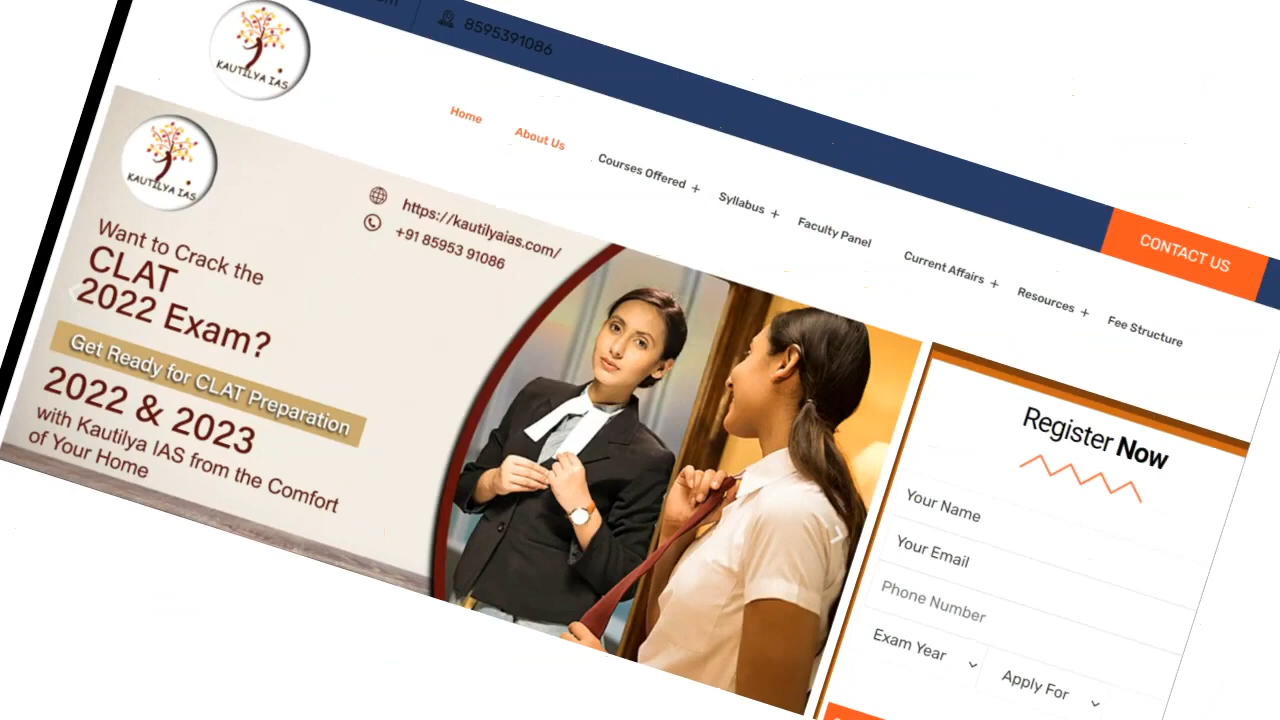 8595391086
CONTACT US
KAUTILYA IAS
Home
About Us
Courses Offered +
Syllabus +
Faculty Panel
Current Affairs +
Resources +
Fee Structure
KAUTILYA IAS
https://kautilyaias.com/
+91 85953 91086
Want to Crack the
CLAT
2022 Exam?
Get Ready for CLAT Preparation
2022 & 2023
with Kautilya IAS from the Comfort
of Your Home
Register Now
Your Name
Your Email
Phone Number
Exam Year
Apply For